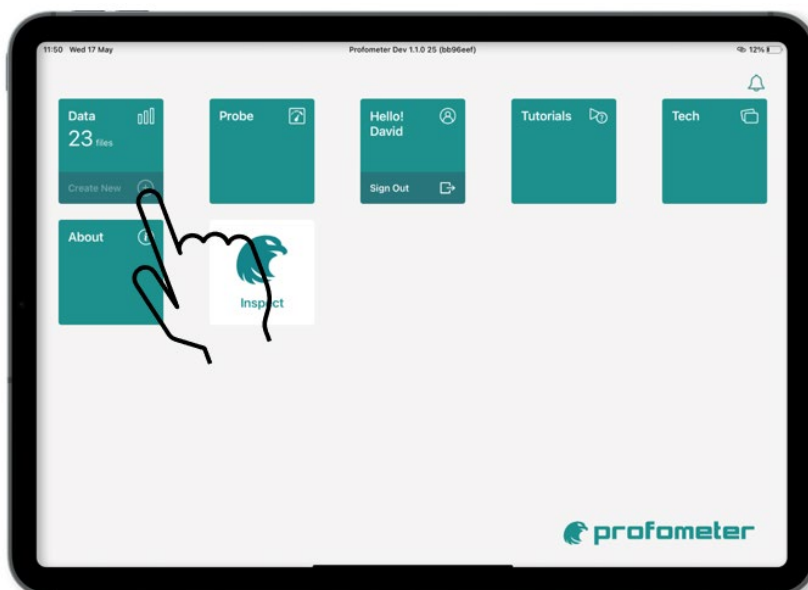 11:50 Wed 17 May
Profometer Dev 1.1.0 25 (bb96eef)
12%
Data
23 files
Create New
Probe
Hello!
David
Sign Out
Tutorials
Tech
About
Inspect
profometer